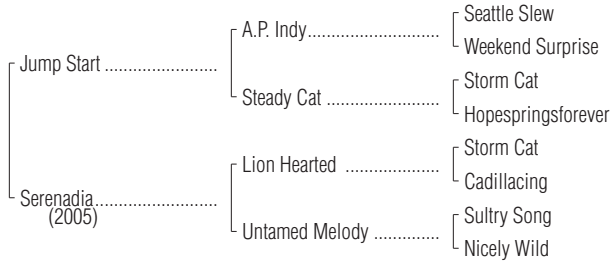 Seattle Slew
A.P. Indy
Weekend Surprise
Jump Start
Storm Cat
Steady Cat
Hopespringsforever
Storm Cat
Lion Hearted
Cadillacing
Serenadia
(2005)
Sultry Song
Untamed Melody
Nicely Wild